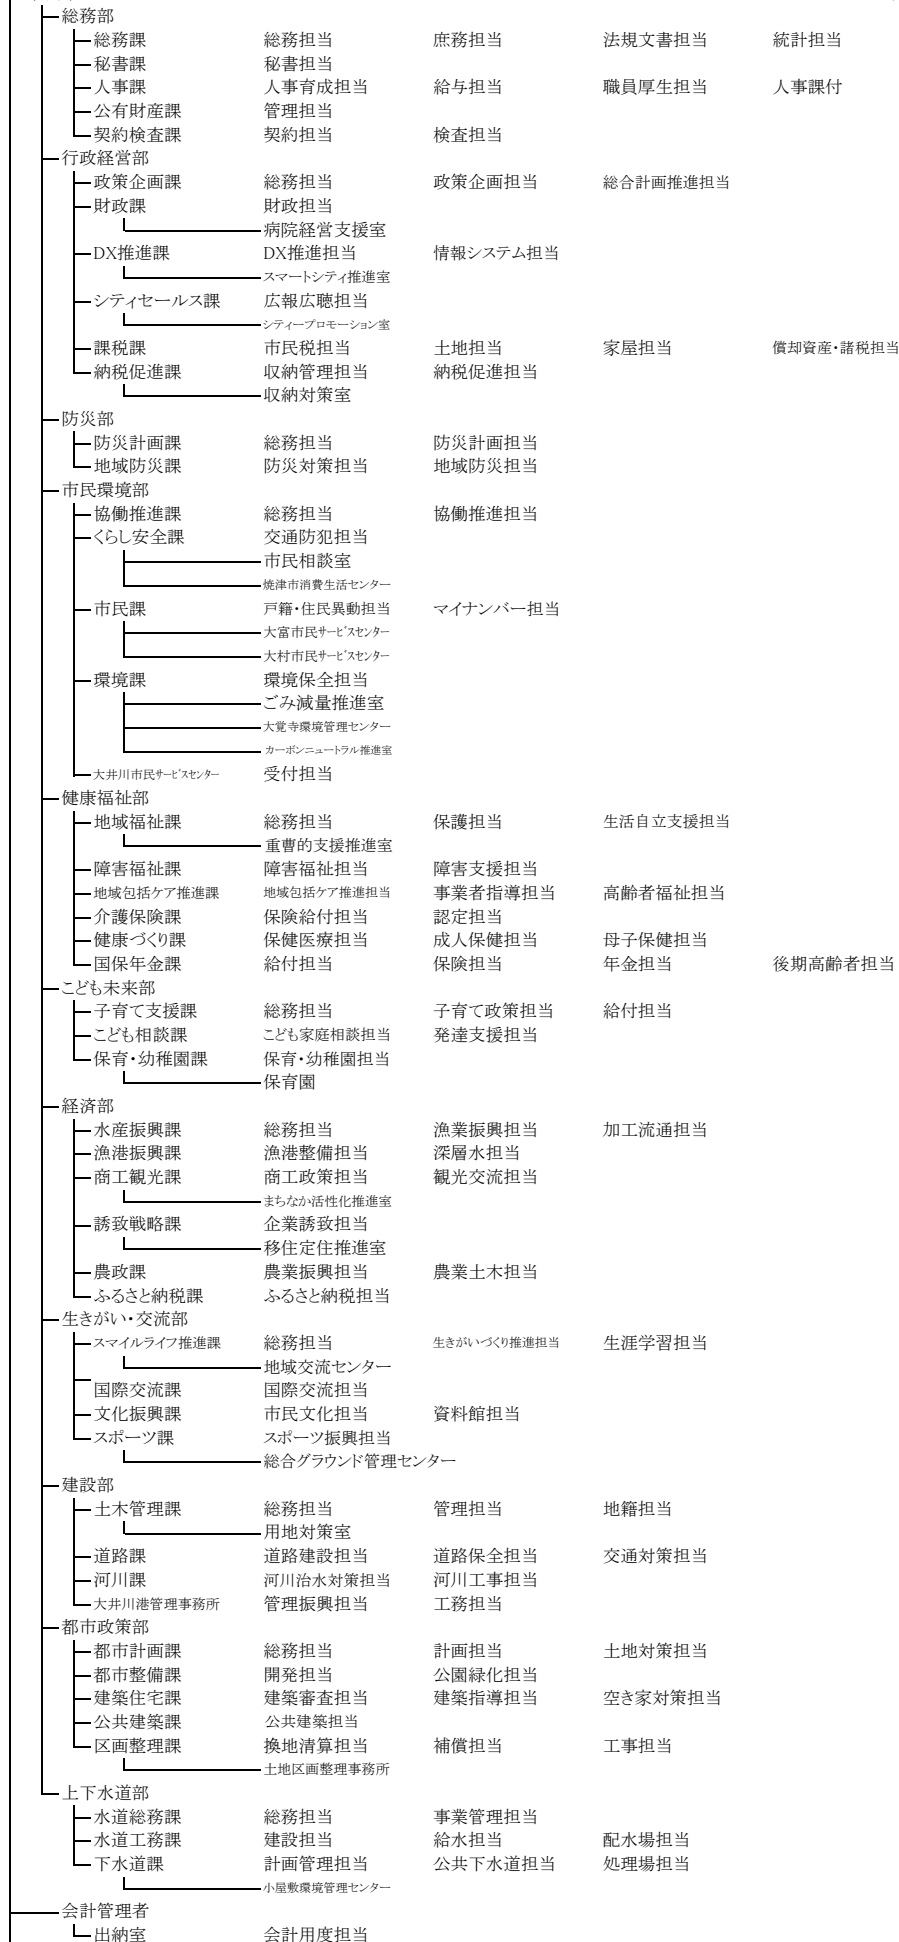 総務部
総務課 総務担当 庶務担当 法規文書担当 統計担当
秘書課 秘書担当
人事課 人事育成担当 給与担当 職員厚生担当 人事課付
公有財産課 管理担当
契約検査課 契約担当 検査担当
行政経営部
政策企画課 総務担当 政策企画担当 総合計画推進担当
財政課 財政担当
病院経営支援室
DX推進課 DX推進担当 情報システム担当
スマートシティ推進室
シティセールス課 広報広聴担当
シティープロモーション室
課税課 市民税担当 土地担当 家屋担当 償却資産・諸税担当
納税促進課 収納管理担当 納税促進担当
収納対策室
防災部
防災計画課 総務担当 防災計画担当
地域防災課 防災対策担当 地域防災担当
市民環境部
協働推進課 総務担当 協働推進担当
くらし安全課 交通防犯担当
市民相談室
焼津市消費生活センター
市民課 戸籍・住民異動担当 マイナンバー担当
大富市民サービスセンター
大村市民サービスセンター
環境課 環境保全担当
ごみ減量推進室
大覚寺環境管理センター
カーボンニュートラル推進室
大井川市民サービスセンター 受付担当
健康福祉部
地域福祉課 総務担当 保護担当 生活自立支援担当
重曹的支援推進室
障害福祉課 障害福祉担当 障害支援担当
地域包括ケア推進課 地域包括ケア推進担当 事業者指導担当 高齢者福祉担当
介護保険課 保険給付担当 認定担当
健康づくり課 保健医療担当 成人保健担当 母子保健担当
国保年金課 給付担当 保険担当 年金担当 後期高齢者担当
こども未来部
子育て支援課 総務担当 子育て政策担当 給付担当
こども相談課 こども家庭相談担当 発達支援担当
保育・幼稚園課 保育・幼稚園担当
保育園
経済部
水産振興課 総務担当 漁業振興担当 加工流通担当
漁港振興課 漁港整備担当 深層水担当
商工観光課 商工政策担当 観光交流担当
まちなか活性化推進室
誘致戦略課 企業誘致担当
移住定住推進室
農政課 農業振興担当 農業土木担当
ふるさと納税課 ふるさと納税担当
生きがい・交流部
スマイルライフ推進課 総務担当 生きがいづくり推進担当 生涯学習担当
地域交流センター
国際交流課 国際交流担当
文化振興課 市民文化担当 資料館担当
スポーツ課 スポーツ振興担当
総合グラウンド管理センター
建設部
土木管理課 総務担当 管理担当 地籍担当
用地対策室
道路課 道路建設担当 道路保全担当 交通対策担当
河川課 河川治水対策担当 河川工事担当
大井川港管理事務所 管理振興担当 工務担当
都市政策部
都市計画課 総務担当 計画担当 土地対策担当
都市整備課 開発担当 公園緑化担当
建築住宅課 建築審査担当 建築指導担当 空き家対策担当
公共建築課 公共建築担当
区画整理課 換地清算担当 補償担当 工事担当
土地区画整理事務所
上下水道部
水道総務課 総務担当 事業管理担当
水道工務課 建設担当 給水担当 配水場担当
下水道課 計画管理担当 公共下水道担当 処理場担当
小屋敷環境管理センター
会計管理者
出納室 会計用度担当